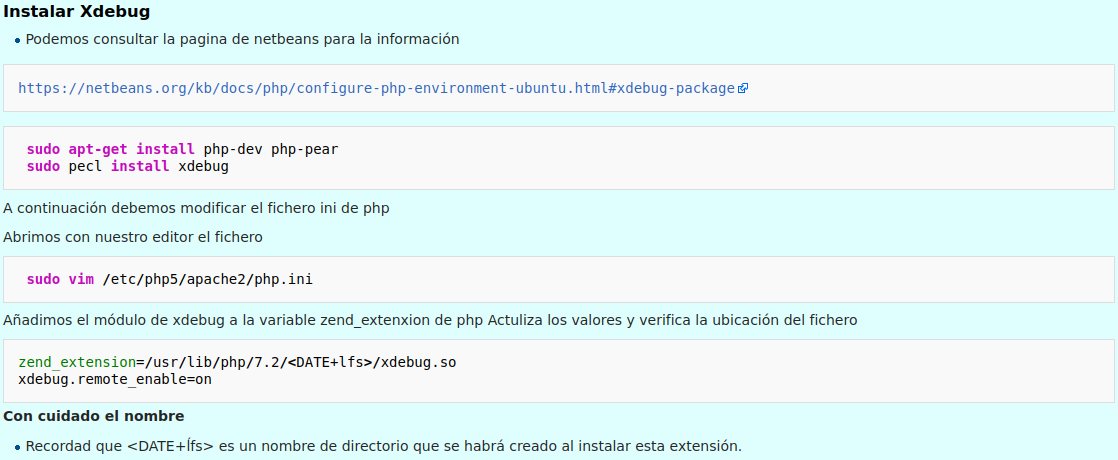 Instalar Xdebug
Podemos consultar la pagina de netbeans para la información
https://netbeans.org/kb/docs/php/configure-php-environment-ubuntu.html#xdebug-package
sudo apt-get install php-dev php-pear
sudo pecl install xdebug
A continuación debemos modificar el fichero ini de php
Abrimos con nuestro editor el fichero
sudo vim /etc/php5/apache2/php.ini
Añadimos el módulo de xdebug a la variable zend_extenxion de php Actuliza los valores y verifica la ubicación del fichero
zend_extension=/usr/lib/php/7.2/<DATE+lfs>/xdebug.so
xdebug.remote_enable=on
Con cuidado el nombre
Recordad que <DATE+Ífs> es un nombre de directorio que se habrá creado al instalar esta extensión.